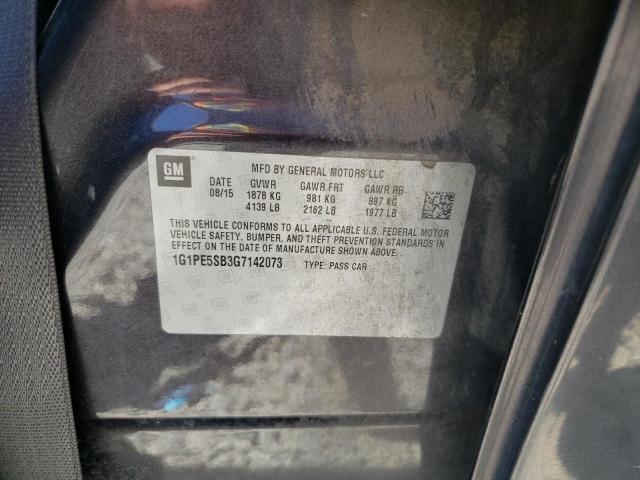 GM
MFD BY GENERAL MOTORS LLC
DATE GVWR GAWR FRT GAWR RR
08/15 1878 KG 981 KG 897 KG
4139 LB 2162 LB 1977 LB
THIS VEHICLE CONFORMS TO ALL APPLICABLE U.S. FEDERAL MOTOR
VEHICLE SAFETY, BUMPER, AND THEFT PREVENTION STANDARDS IN
EFFECT ON THE DATE OF MANUFACTURE SHOWN ABOVE.
1G1PE5SB3G7142073 TYPE: PASS CAR